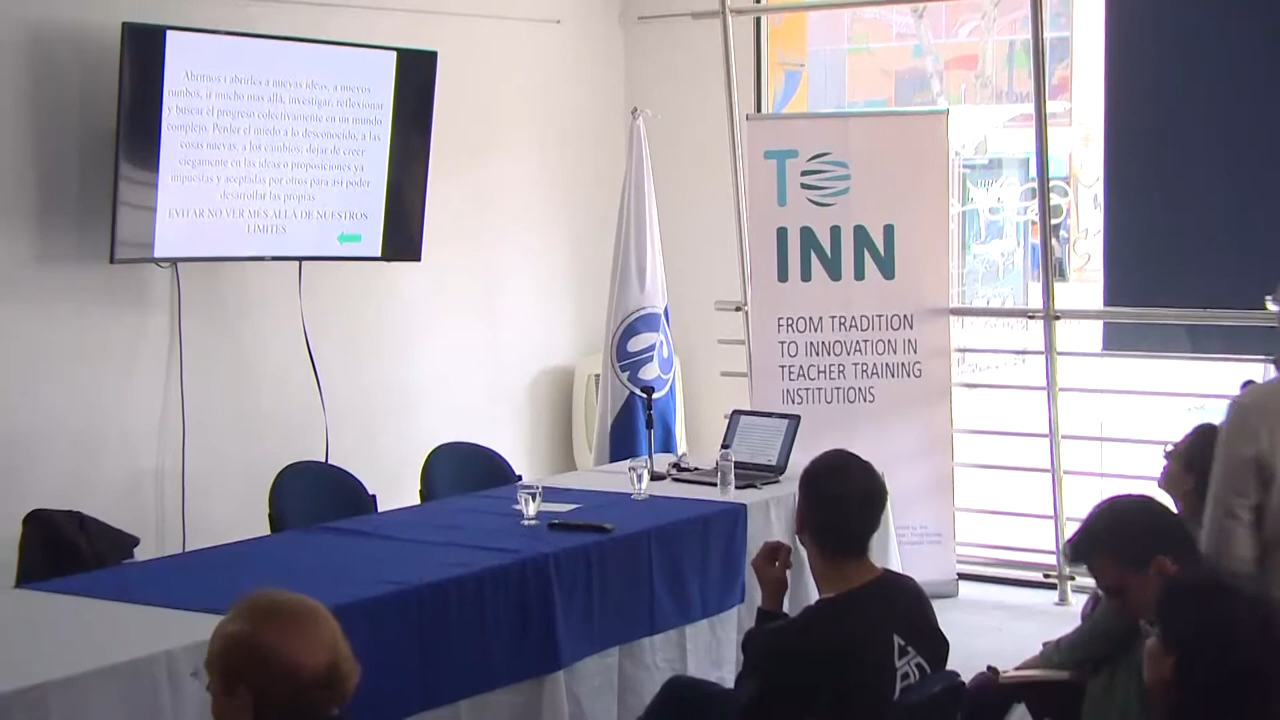 Abrirnos i abrirles a nuevas ideas, a nuevos
rumbos, ir mucho mas allá, investigar, reflexionar
y buscar el progreso colectivamente en un mundo
complejo. Perder el miedo a lo desconocido, a las
cosas nuevas, a los cambios; dejar de creer
ciegamente en las ideas o proposiciones ya
impuestas y aceptadas por otros para así poder
desarrollar las propias
EVITAR NO VER MÉS ALLÀ DE NUESTROS
LÍMITES
TO
INN
FROM TRADITION
TO INNOVATION IN
TEACHER TRAINING
INSTITUTIONS